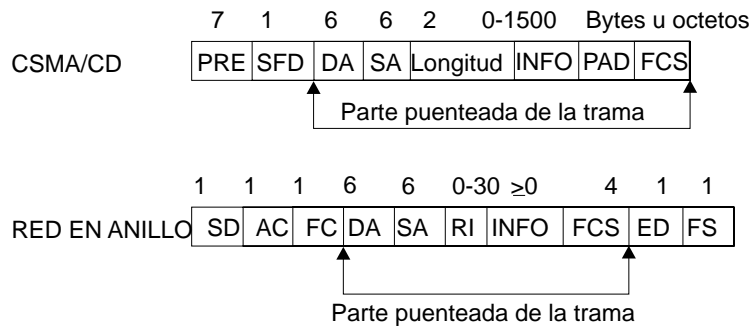 7 1 6 6 2 0-1500 Bytes u octetos
CSMA/CD PRE SFD DA SA Longitud INFO PAD FCS
Parte puenteada de la trama
1 1 1 6 6 0-30 ≥0 4 1 1
RED EN ANILLO SD AC FC DA SA RI INFO FCS ED FS
Parte puenteada de la trama